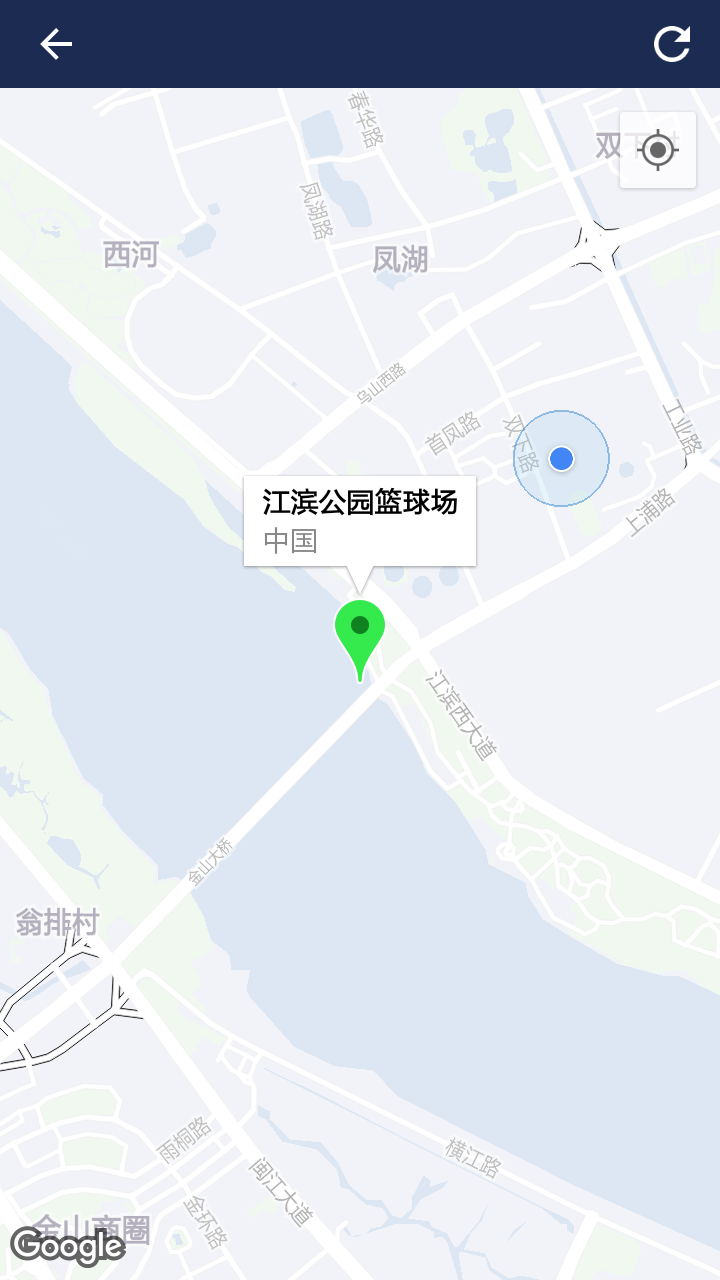 春华路
双下村
凤湖路
西河
凤湖
乌山西路
工业路
首凤路
双下路
上浦路
江滨公园篮球场
中国
江滨西大道
金山大桥
翁排村
雨桐路
横江路
闽江大道
金环路
金山商圈
Google